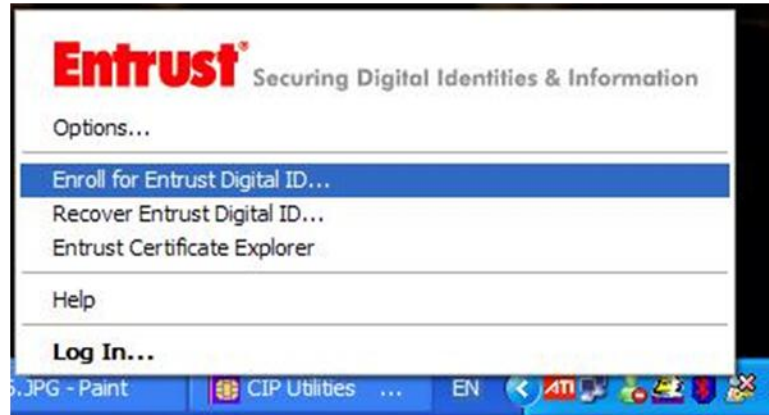 Entrust®
Securing Digital Identities & Information
Options...
Enroll for Entrust Digital ID...
Recover Entrust Digital ID...
Entrust Certificate Explorer
Help
Log In...
.JPG - Paint
CIP Utilities ...
EN
ATI